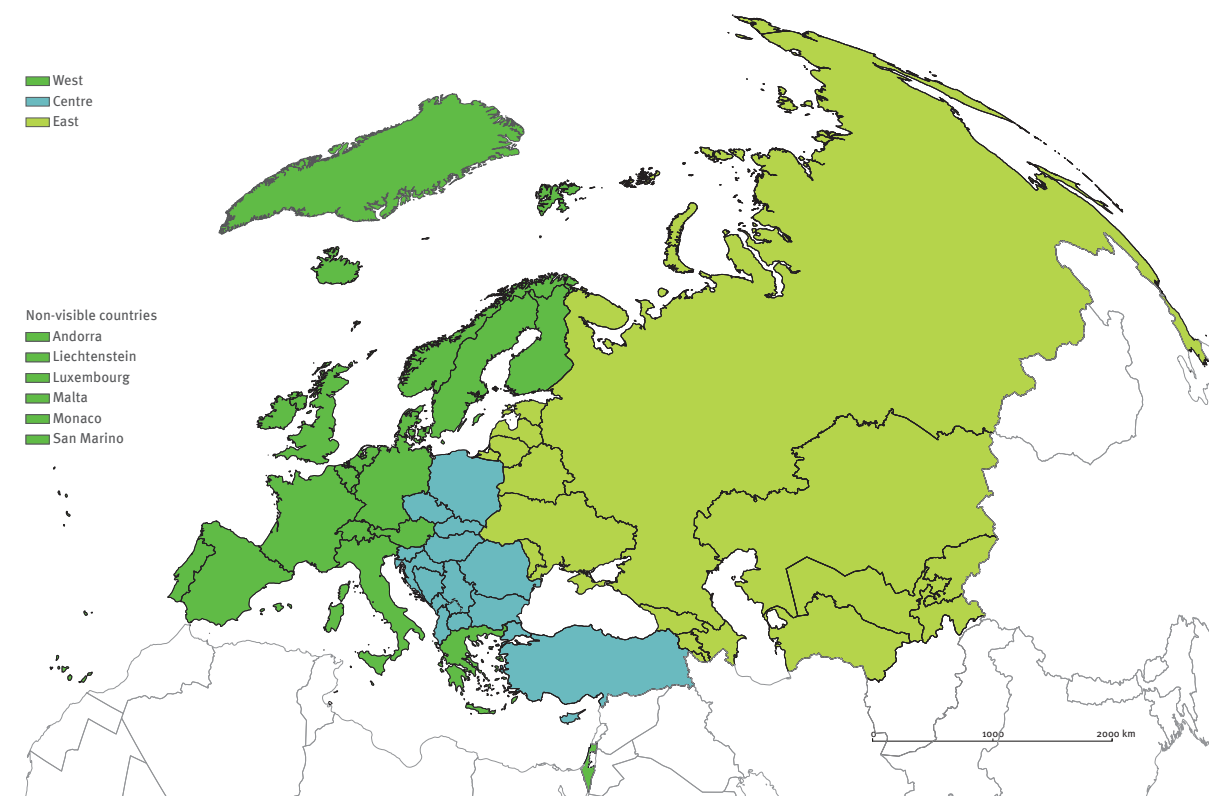 West
Centre
East
Non-visible countries
Andorra
Liechtenstein
Luxembourg
Malta
Monaco
San Marino
0 1000 2000 km